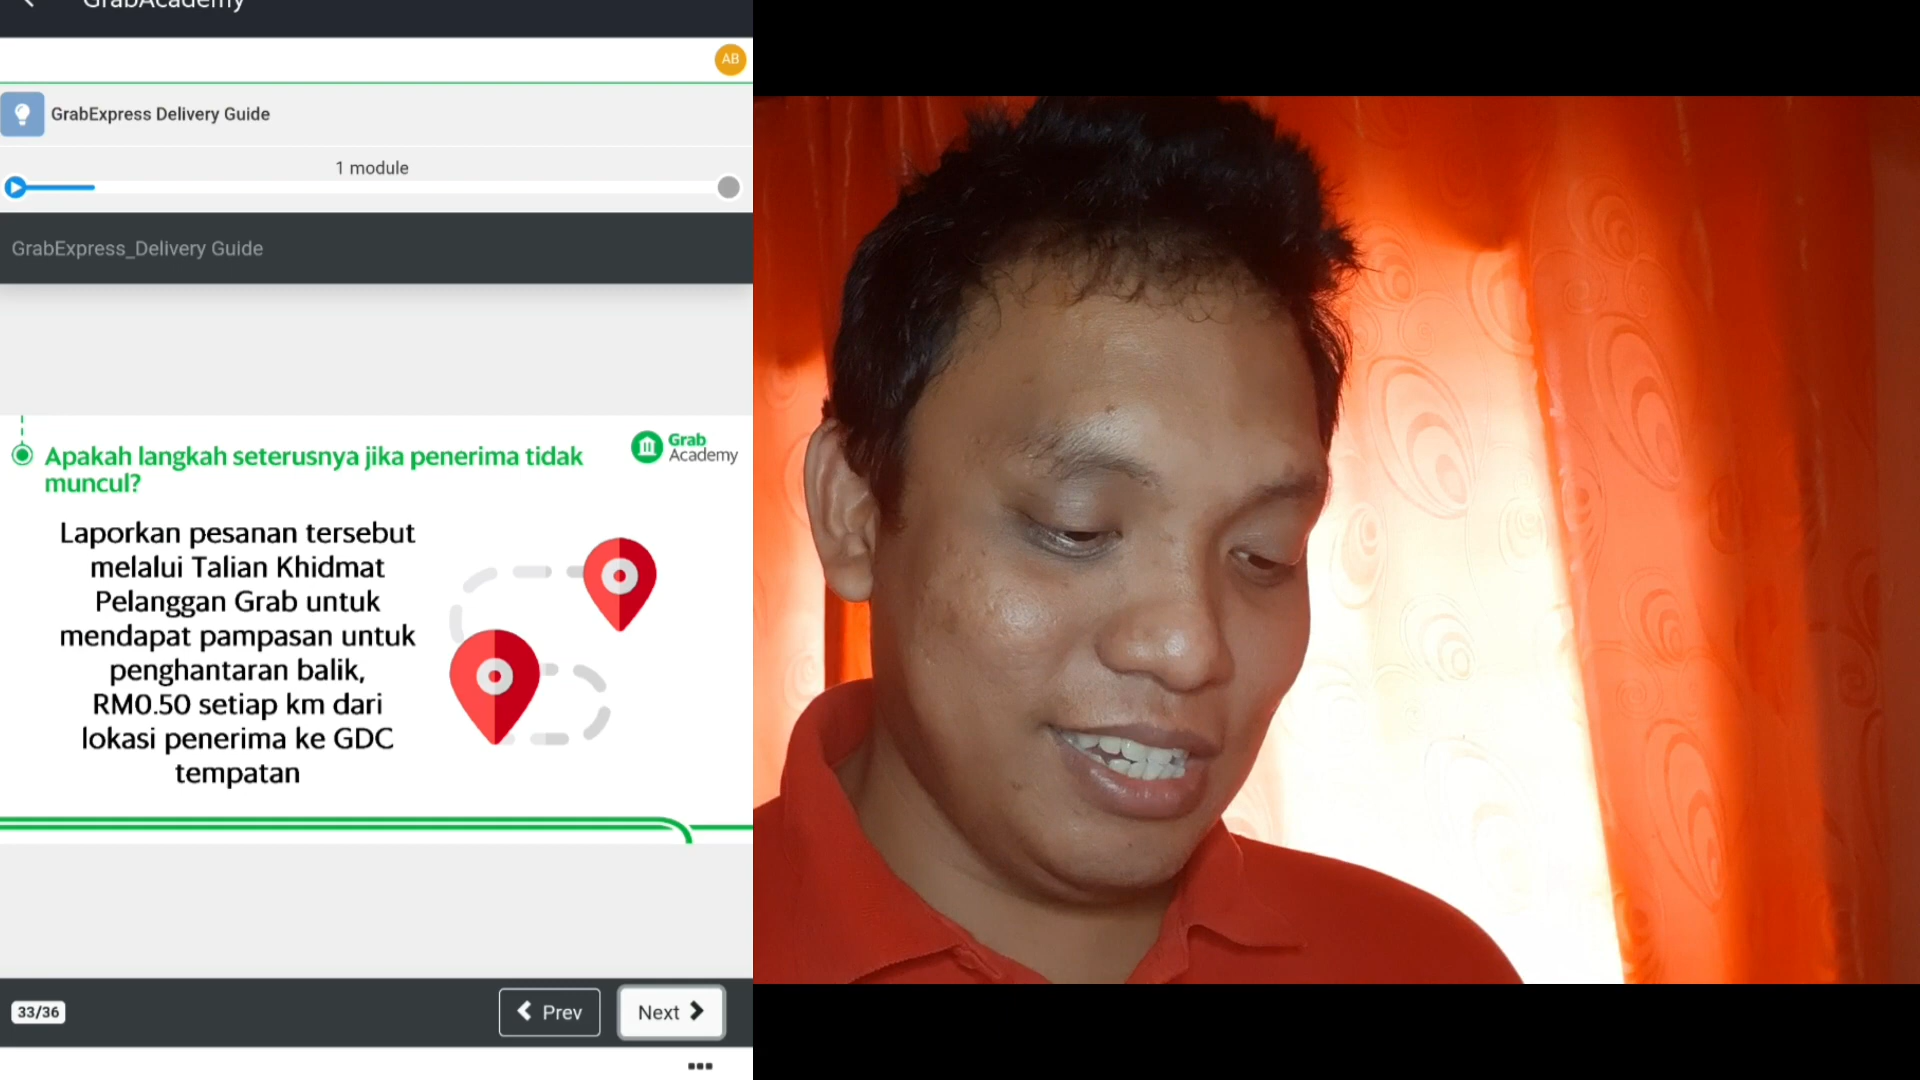 GrabAcademy
AB
GrabExpress Delivery Guide
1 module
GrabExpress_Delivery Guide
Apakah langkah seterusnya jika penerima tidak
muncul?
Grab
Academy
Laporkan pesanan tersebut
melalui Talian Khidmat
Pelanggan Grab untuk
mendapat pampasan untuk
penghantaran balik,
RM0.50 setiap km dari
lokasi penerima ke GDC
tempatan
33/36
Prev
Next